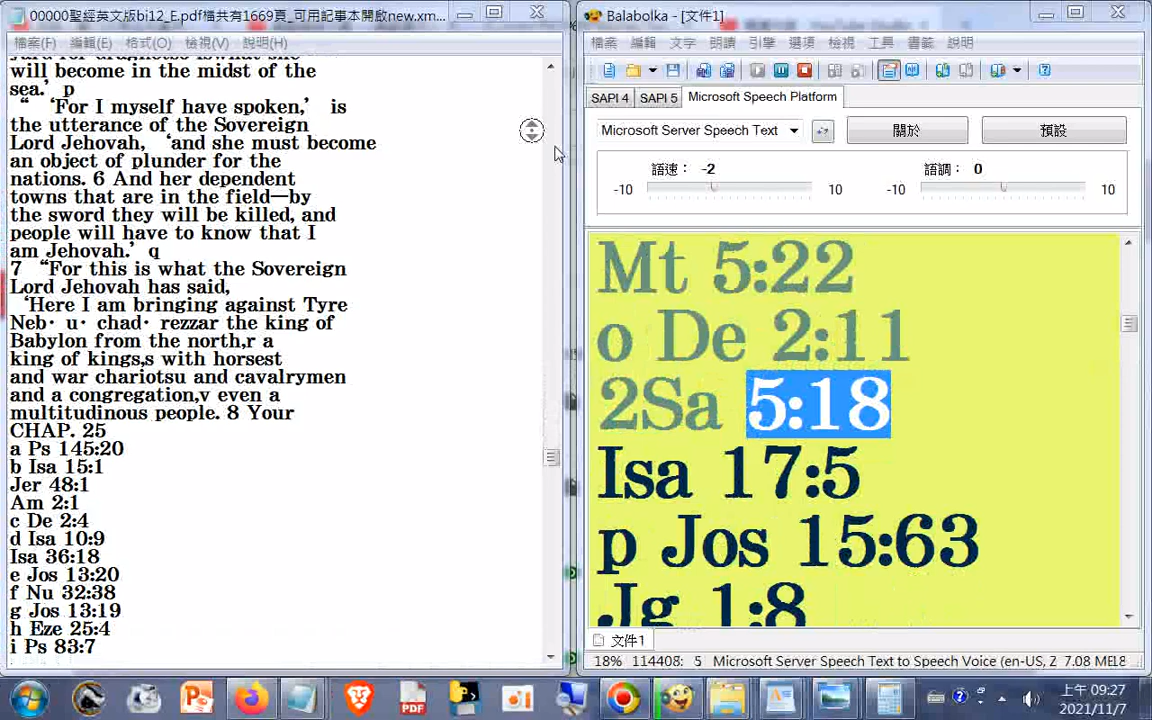 00000聖經英文版bi12_E.pdf檔共有1669頁_可用記事本開啟new.xm...
檔案(F) 編輯(E) 格式(O) 檢視(V) 說明(H)
will become in the midst of the
sea.’ p
“ ‘For I myself have spoken,’ is
the utterance of the Sovereign
Lord Jehovah, ‘and she must become
an object of plunder for the
nations. 6 And her dependent
towns that are in the field—by
the sword they will be killed, and
people will have to know that I
am Jehovah.’ q
7 “For this is what the Sovereign
Lord Jehovah has said,
‘Here I am bringing against Tyre
Neb· u· chad· rezzar the king of
Babylon from the north,r a
king of kings,s with horsest
and war chariotsu and cavalrymen
and a congregation,v even a
multitudinous people. 8 Your
CHAP. 25
a Ps 145:20
b Isa 15:1
Jer 48:1
Am 2:1
c De 2:4
d Isa 10:9
Isa 36:18
e Jos 13:20
f Nu 32:38
g Jos 13:19
h Eze 25:4
i Ps 83:7
Balabolka - [文件1]
檔案 編輯 文字 朗讀 引擎 選項 檢視 工具 書籤 說明
SAPI 4 SAPI 5 Microsoft Speech Platform
Microsoft Server Speech Text 關於 預設
語速： -2 語調： 0
-10 10 -10 10
Mt 5:22
o De 2:11
2Sa 5:18
Isa 17:5
p Jos 15:63
Jg 1:8
文件1
18% 114408: 5 Microsoft Server Speech Text to Speech Voice (en-US, Z 7.08 ME18
PDF
上午 09:27
2021/11/7